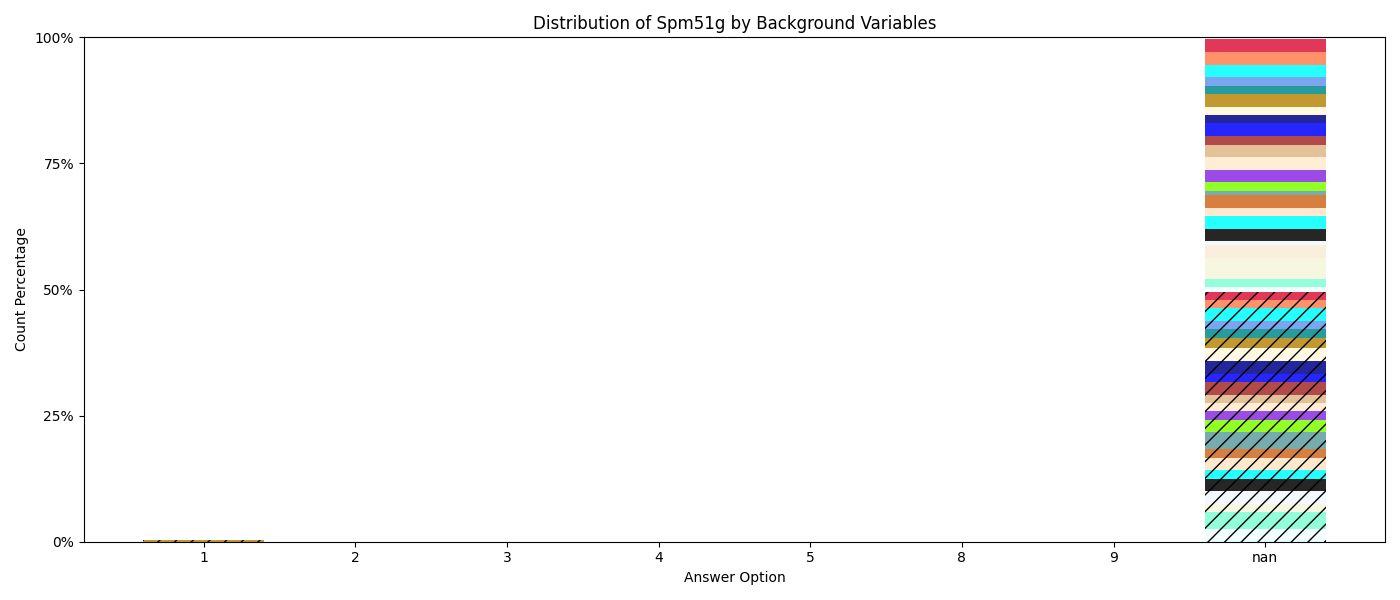 Distribution of Spm51g by Background Variables
100%
75%
50%
25%
0%
Count Percentage
1 2 3 4 5 8 9 nan
Answer Option